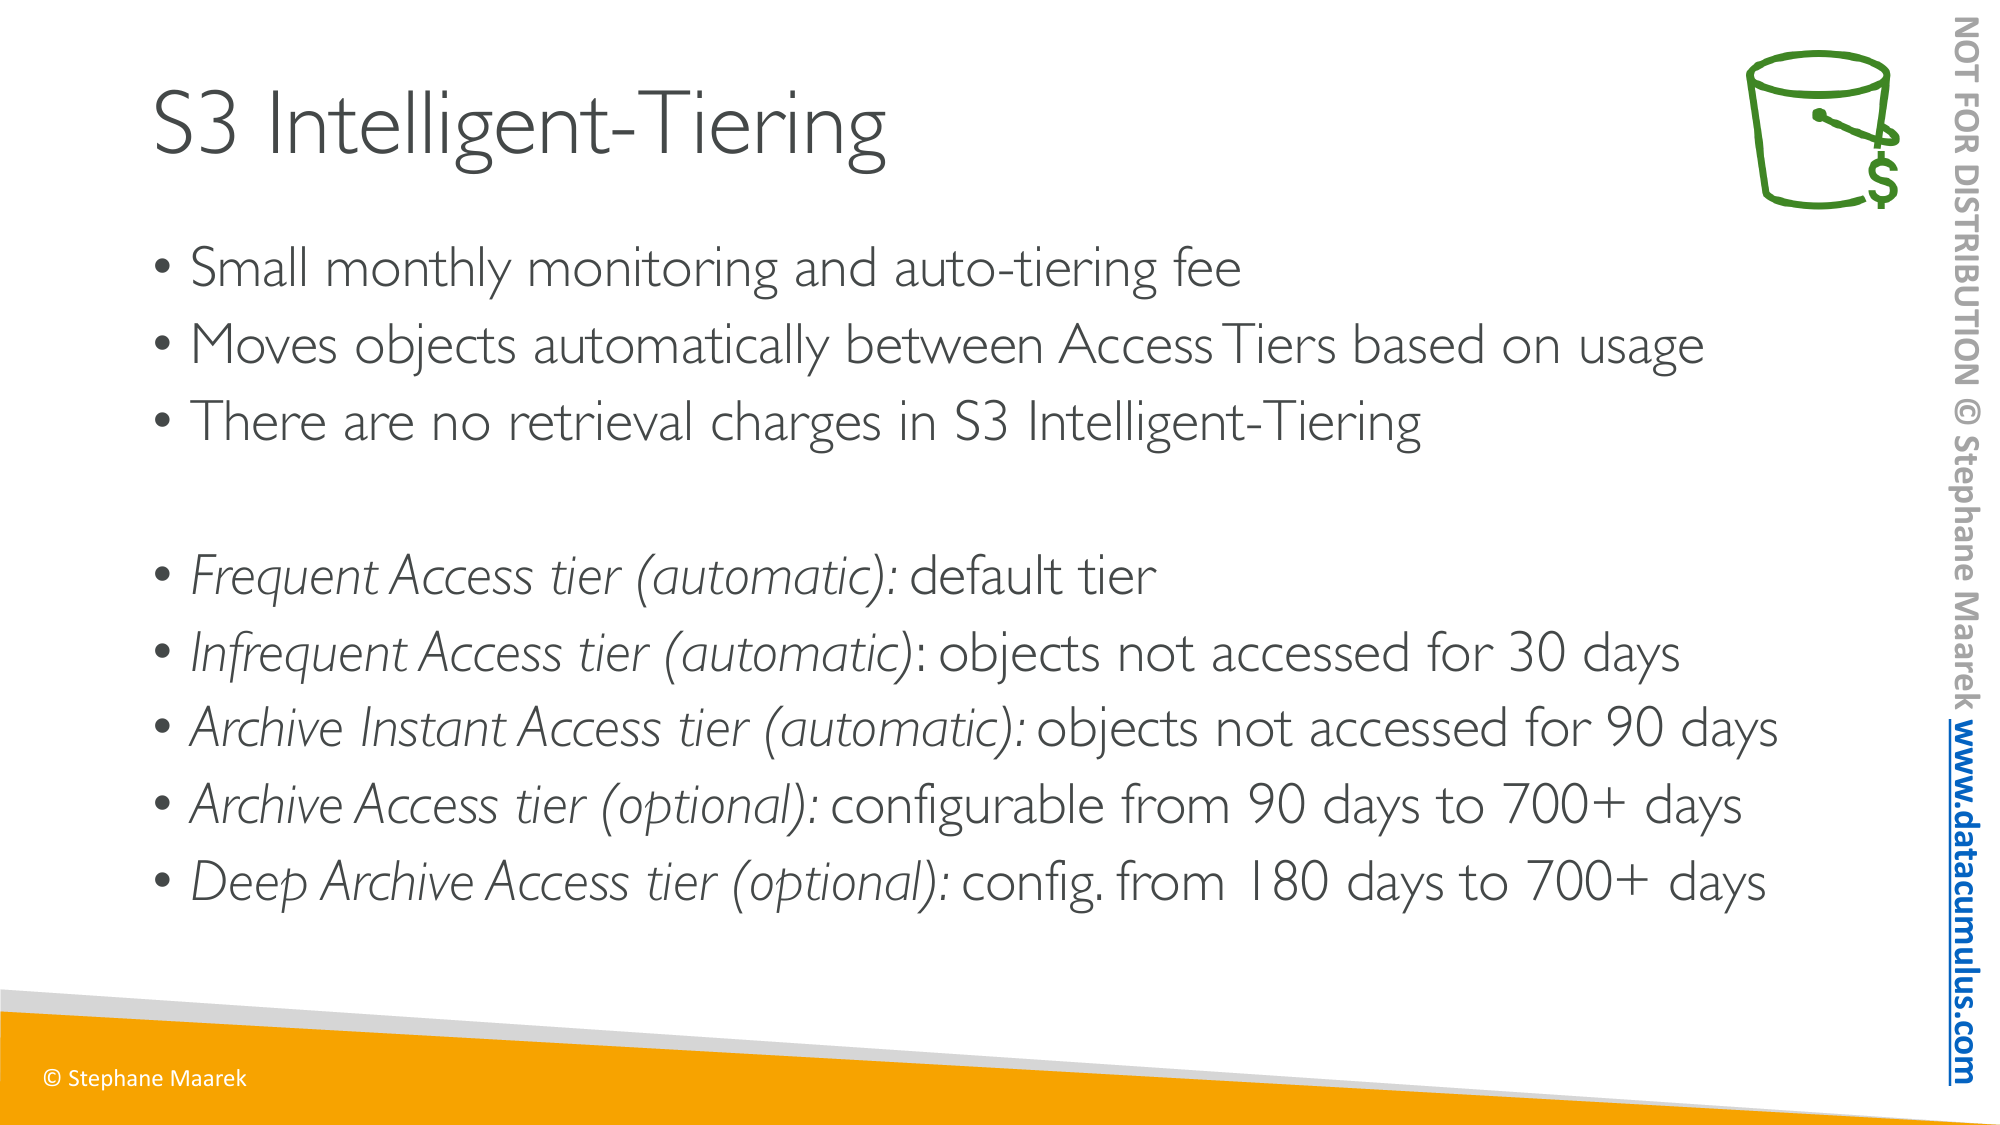 S3 Intelligent-Tiering
$
• Small monthly monitoring and auto-tiering fee
• Moves objects automatically between Access Tiers based on usage
• There are no retrieval charges in S3 Intelligent-Tiering
• Frequent Access tier (automatic): default tier
• Infrequent Access tier (automatic): objects not accessed for 30 days
• Archive Instant Access tier (automatic): objects not accessed for 90 days
• Archive Access tier (optional): configurable from 90 days to 700+ days
• Deep Archive Access tier (optional): config. from 180 days to 700+ days
© Stephane Maarek
NOT FOR DISTRIBUTION © Stephane Maarek www.datacumulus.com